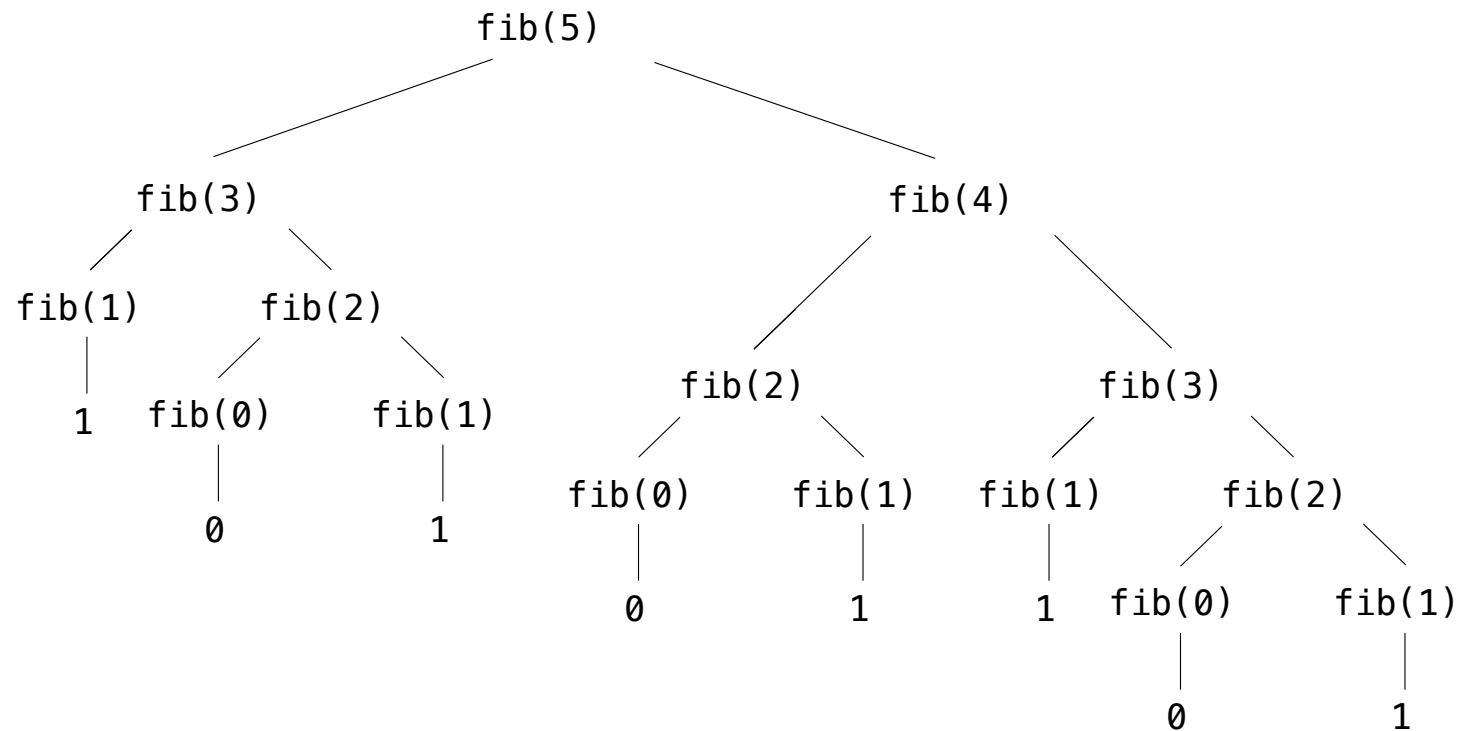 fib(5)
fib(3) fib(4)
fib(1) fib(2)
fib(2) fib(3)
1 fib(0) fib(1)
fib(0) fib(1) fib(1) fib(2)
0 1
0 1 1 fib(0) fib(1)
0 1